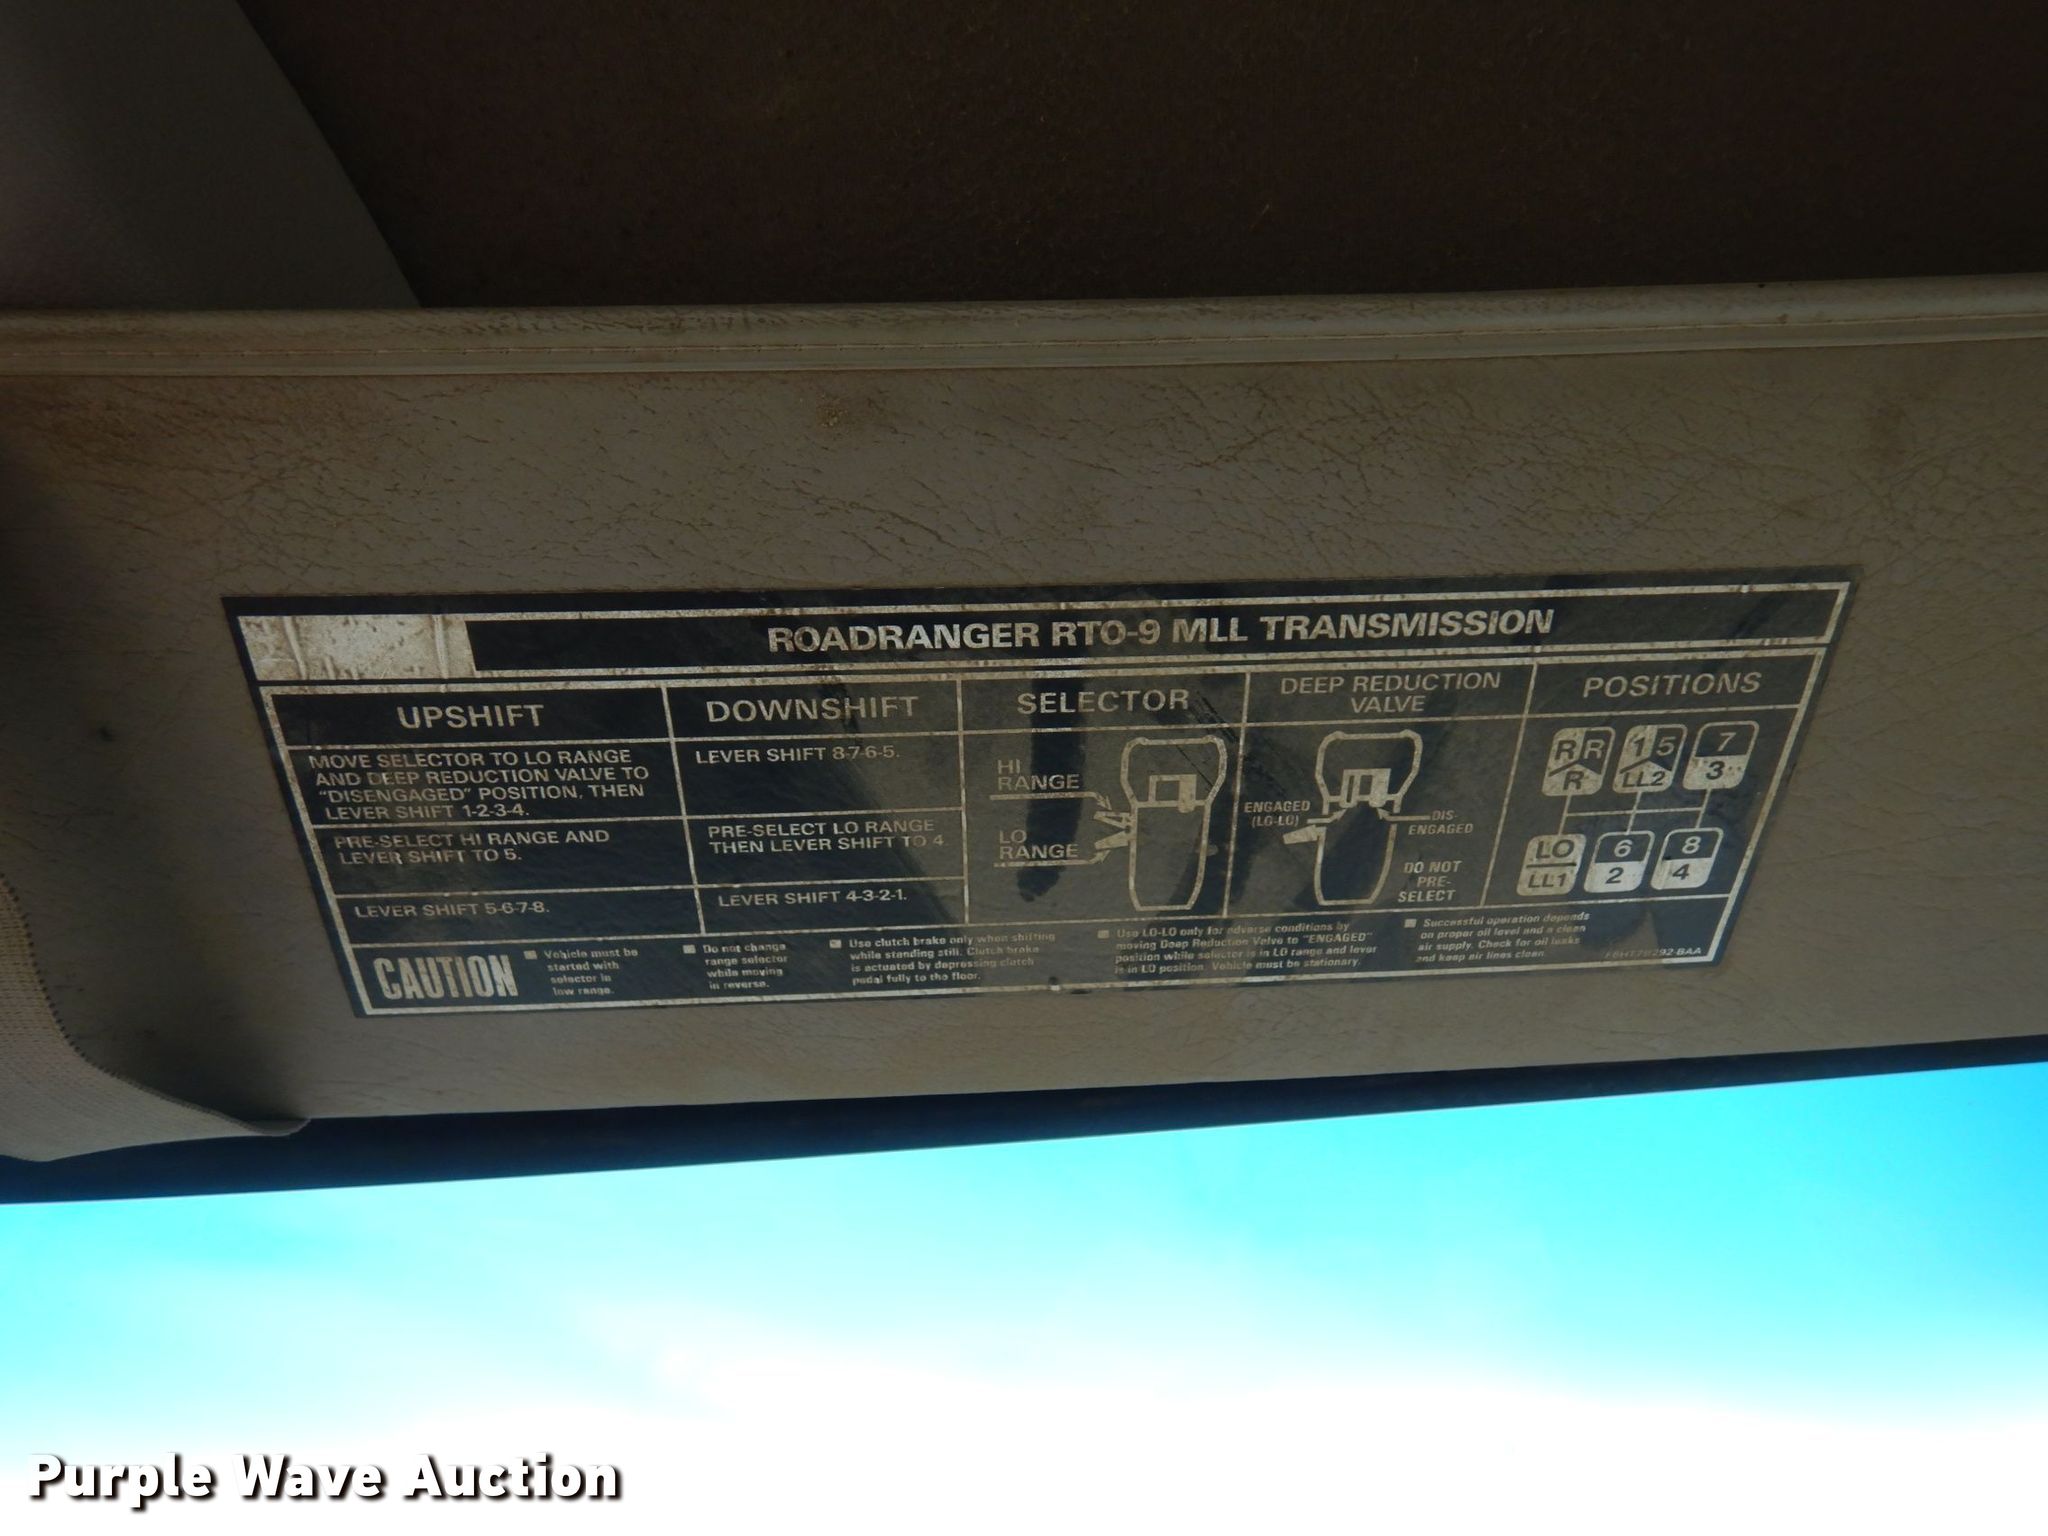 ROADRANGER RTO-9 MLL TRANSMISSION
UPSHIFT
MOVE SELECTOR TO LO RANGE
AND DEEP REDUCTION VALVE TO
"DISENGAGED" POSITION, THEN
LEVER SHIFT 1-2-3-4.
PRE-SELECT HI RANGE AND
LEVER SHIFT TO 5.
LEVER SHIFT 5-6-7-8.
DOWNSHIFT
LEVER SHIFT 8-7-6-5.
PRE-SELECT LO RANGE
THEN LEVER SHIFT TO 4.
LEVER SHIFT 4-3-2-1.
SELECTOR
HI
RANGE
LO
RANGE
DEEP REDUCTION
VALVE
ENGAGED
(LO-LO)
DIS-
ENGAGED
DO NOT
PRE-
SELECT
POSITIONS
R R 1 5 7
R LL2 3
LO 6 8
LL1 2 4
CAUTION
Vehicle must be
started with
selector in
low range.
Do not change
range selector
while moving
in reverse.
Use clutch brake only when shifting
while standing still. Clutch brake
is actuated by depressing clutch
pedal fully to the floor.
Use LO-LO only for adverse conditions by
moving Deep Reduction Valve to "ENGAGED"
position while selector is in LO range and lever
is in LO position. Vehicle must be stationary.
Successful operation depends
on proper oil level and a clean
air supply. Check for oil leaks
and keep air lines clean.
Purple Wave Auction